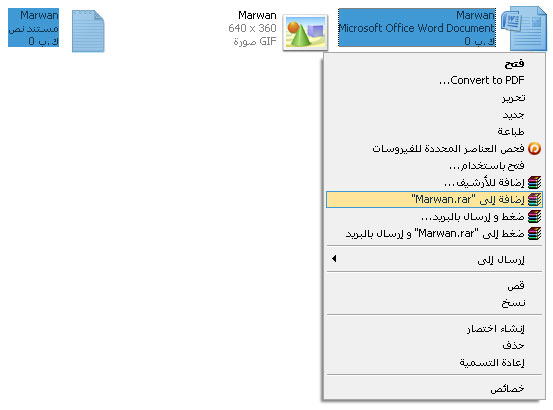 Marwan
Microsoft Office Word Document
0 ك.ب
Marwan
640 x 360
صورة GIF
Marwan
مستند نص
0 ك.ب
فتح
Convert to PDF...
تحرير
جديد
طباعة
فحص العناصر المحددة للفيروسات
فتح باستخدام...
إضافة للأرشيف...
إضافة إلى "Marwan.rar"
ضغط و إرسال بالبريد...
ضغط إلى "Marwan.rar" و إرسال بالبريد
إرسال إلى
قص
نسخ
إنشاء اختصار
حذف
إعادة التسمية
خصائص